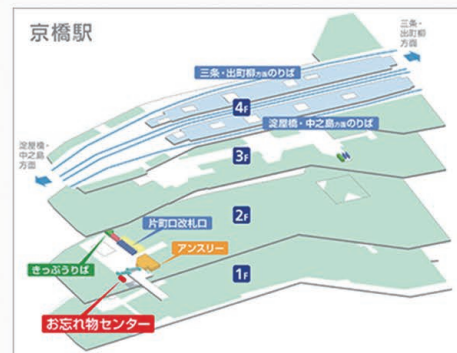 京橋駅
三条・
出町柳
方面
三条・出町柳方面のりば
4F
淀屋橋・中之島方面のりば
淀屋橋・
中之島
方面
3F
2F
片町口改札口
アンスリー
きっぷうりば
1F
お忘れ物センター